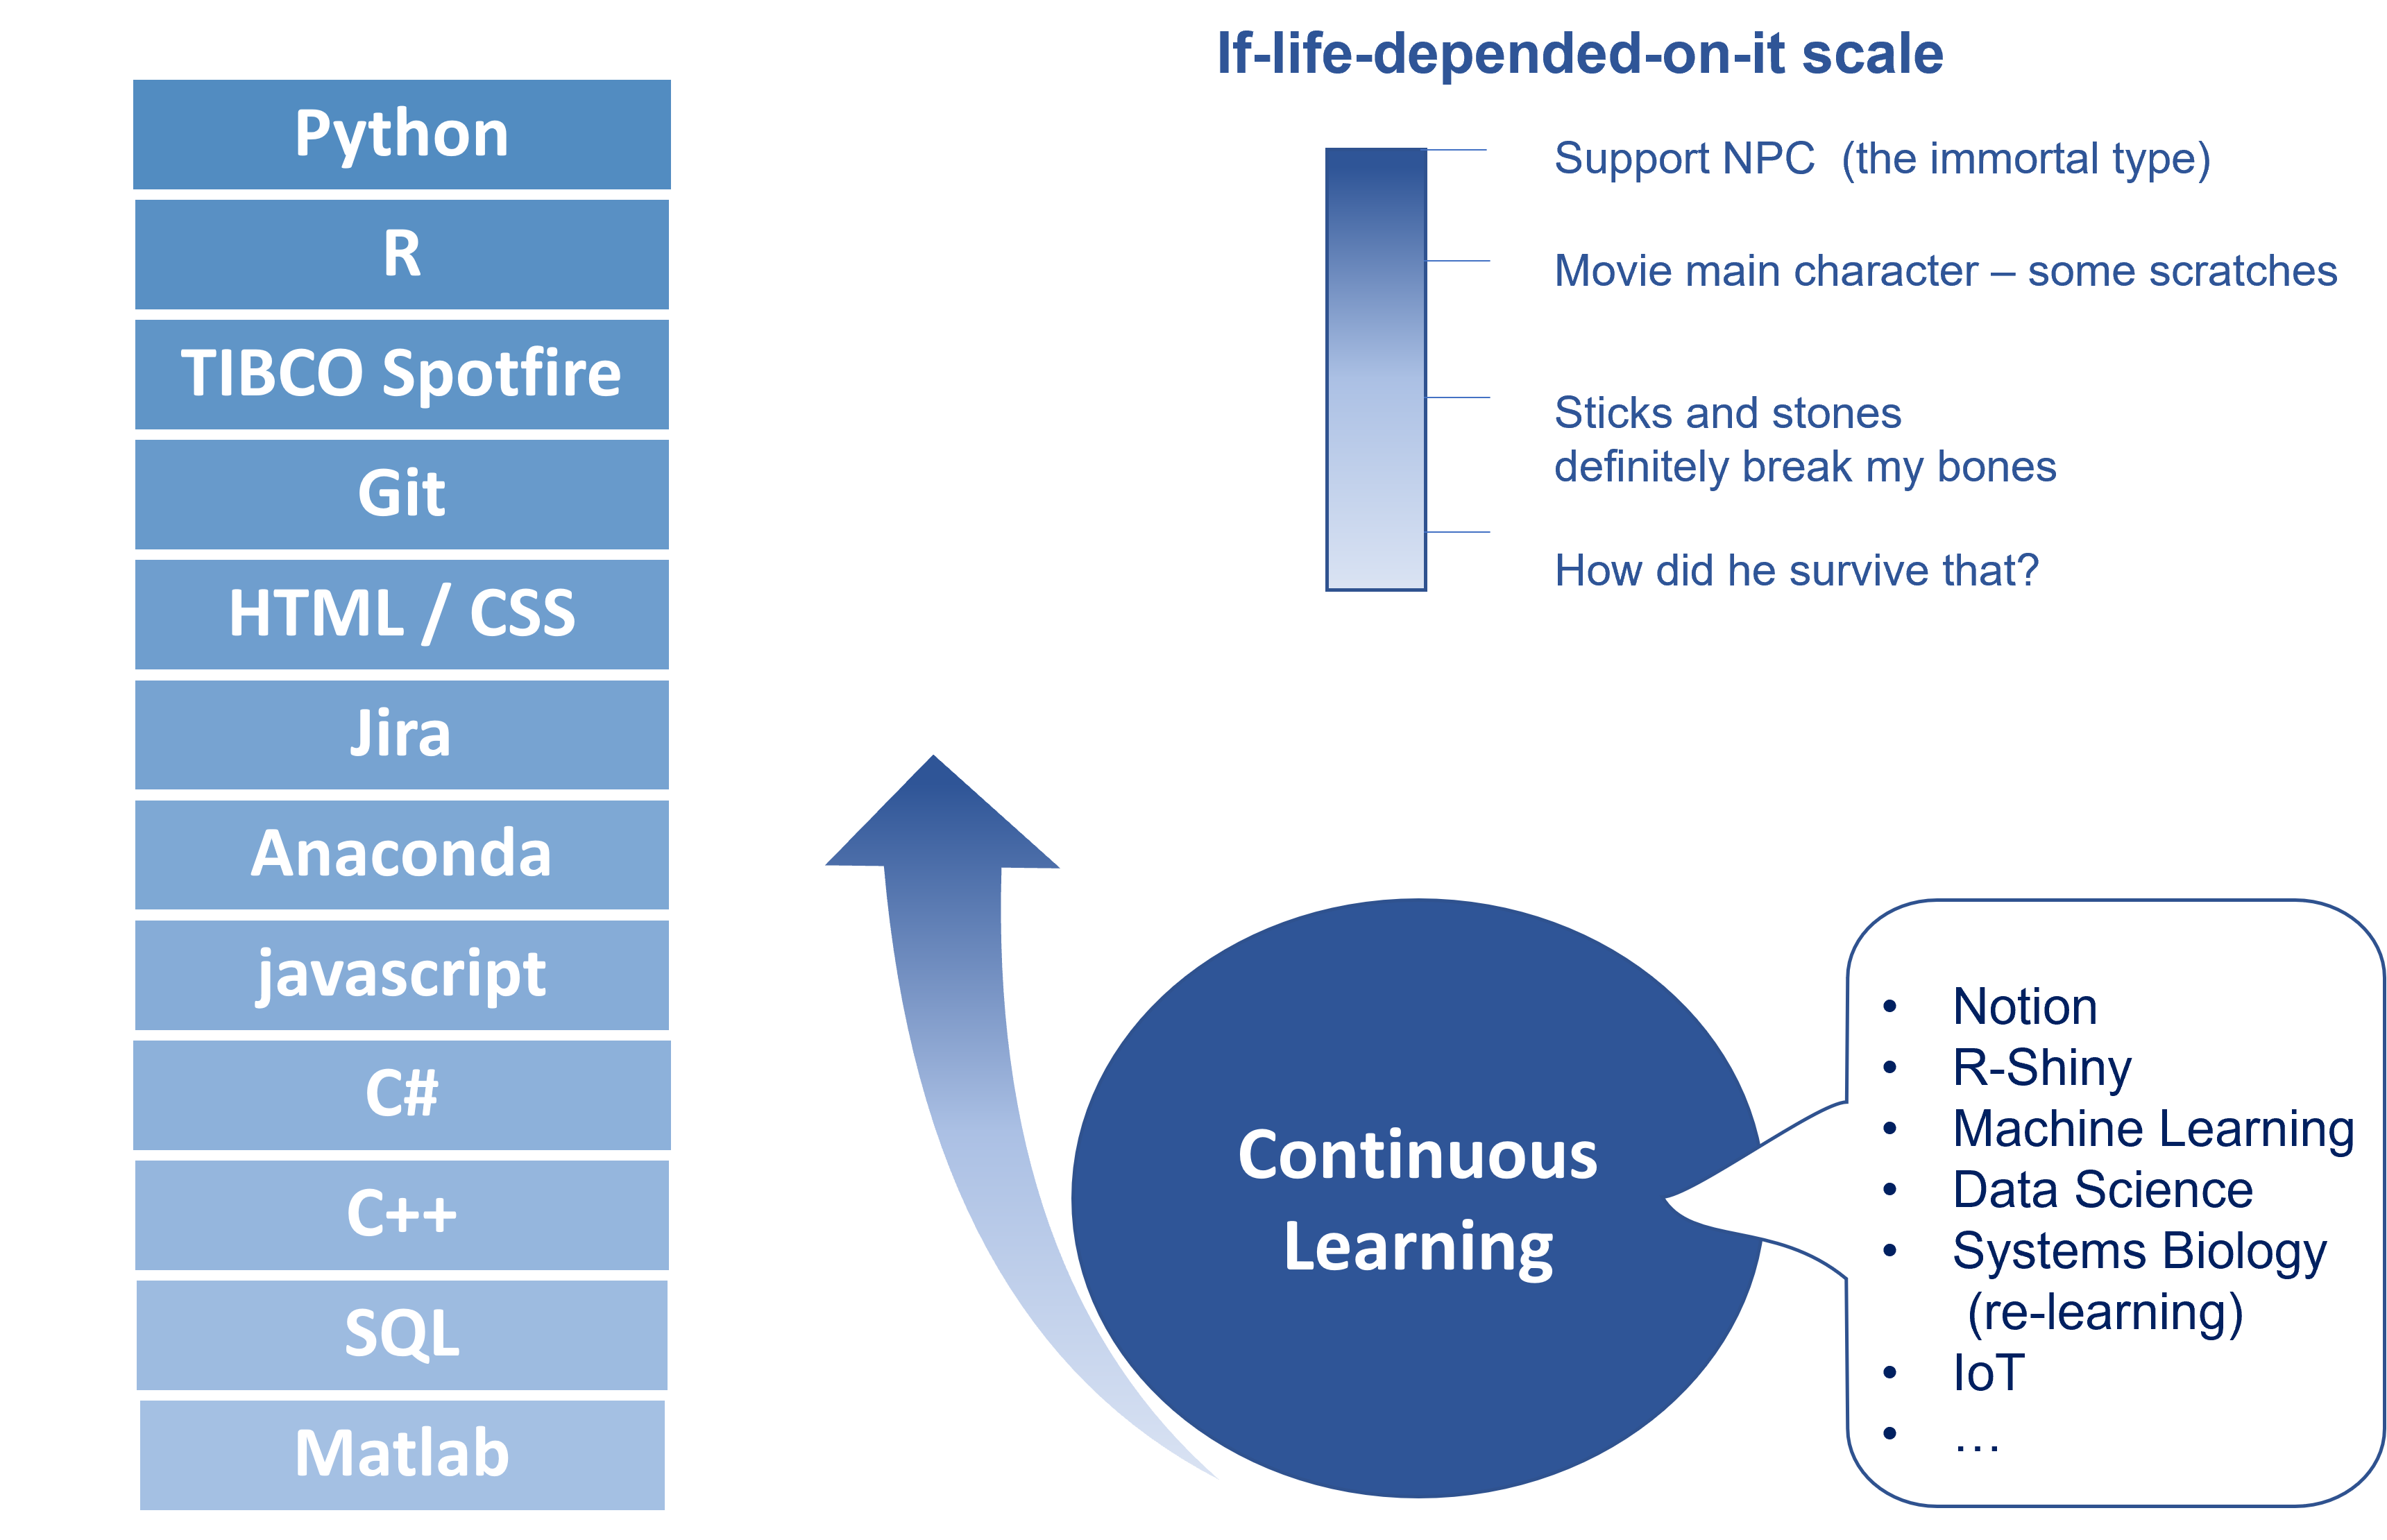 Python
R
TIBCO Spotfire
Git
HTML / CSS
Jira
Anaconda
javascript
C#
C++
SQL
Matlab
If-life-depended-on-it scale
Support NPC  (the immortal type)
Movie main character – some scratches
Sticks and stones
definitely break my bones
How did he survive that?
Continuous
Learning
• Notion
• R-Shiny
• Machine Learning
• Data Science
• Systems Biology
(re-learning)
• IoT
• …